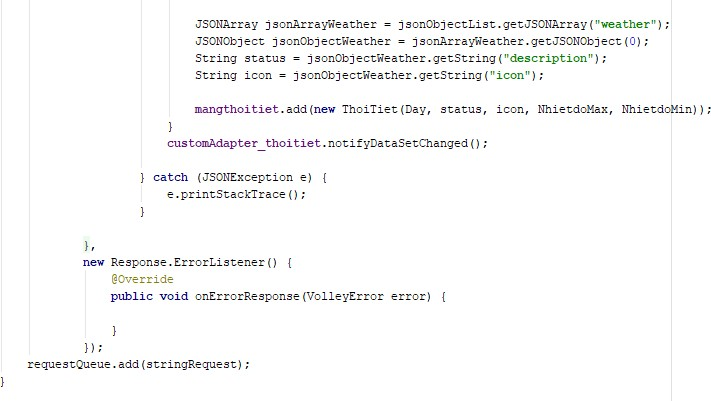 JSONArray jsonArrayWeather = jsonObjectList.getJSONArray("weather");
JSONObject jsonObjectWeather = jsonArrayWeather.getJSONObject(0);
String status = jsonObjectWeather.getString("description");
String icon = jsonObjectWeather.getString("icon");
mangthoitiet.add(new ThoiTiet(Day, status, icon, NhietdoMax, NhietdoMin));
}
customAdapter_thoitiet.notifyDataSetChanged();
} catch (JSONException e) {
e.printStackTrace();
}
},
new Response.ErrorListener() {
@Override
public void onErrorResponse(VolleyError error) {
}
});
requestQueue.add(stringRequest);
}